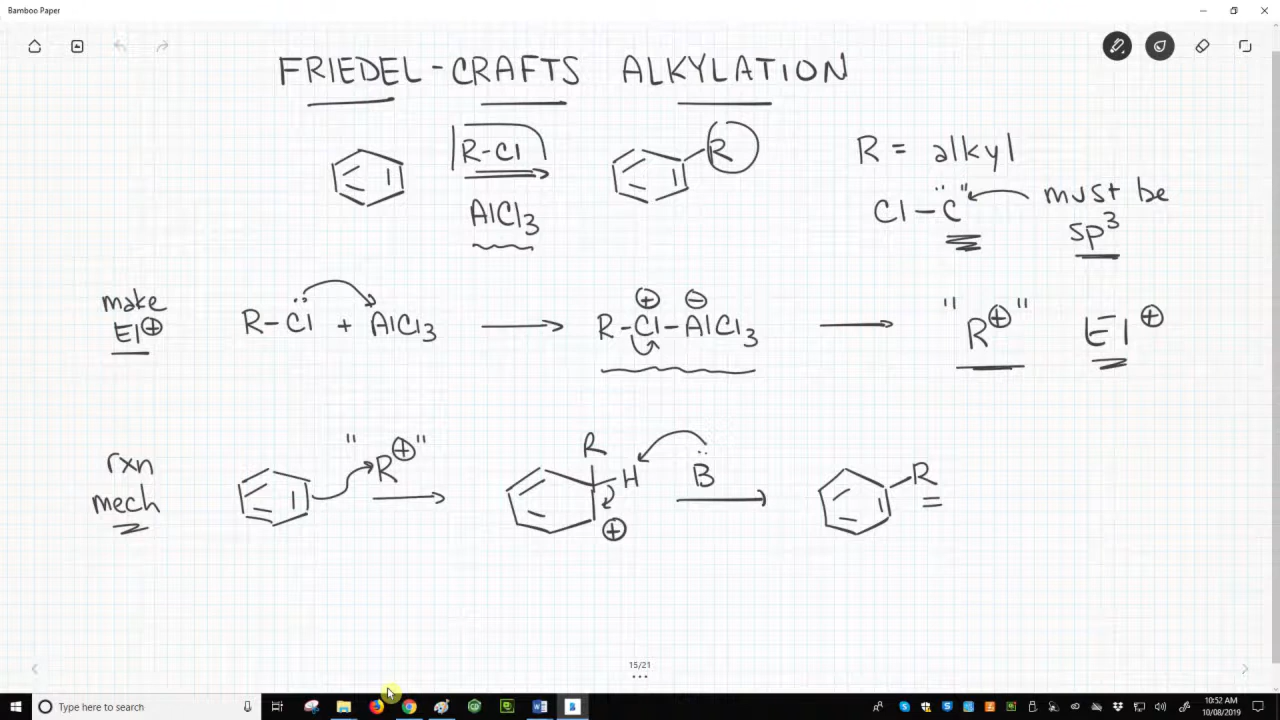 Bamboo Paper
FRIEDEL-CRAFTS ALKYLATION
R-Cl
AlCl3
R
R = alkyl
Cl-C
must be
sp3
make
El⊕
R-Cl + AlCl3
⊕ ⊖
R-Cl-AlCl3
"R⊕"
El⊕
rxn
mech
"R⊕"
R
H
⊕
B
R
15/21
Type here to search
10:52 AM
10/08/2019